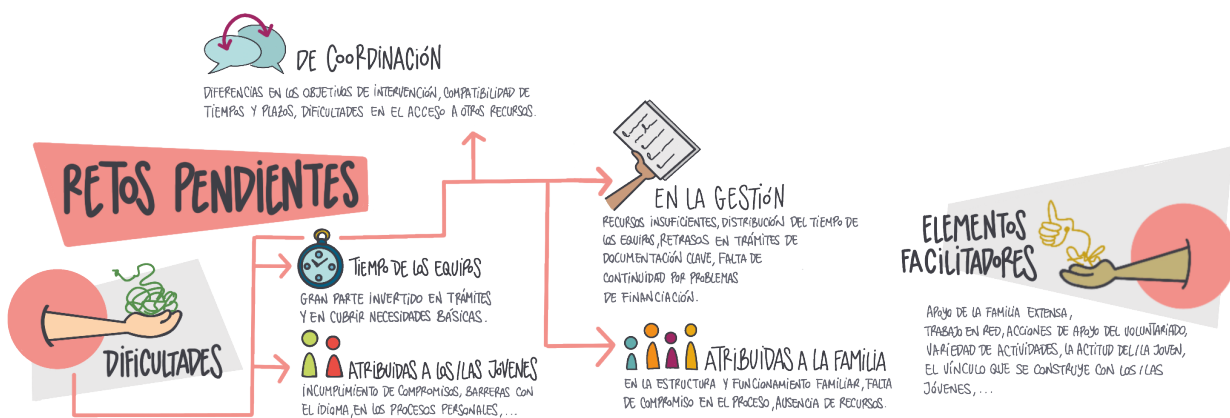 DE COORDINACIÓN
DIFERENCIAS EN LOS OBJETIVOS DE INTERVENCIÓN, COMPATIBILIDAD DE
TIEMPOS Y PLAZOS, DIFICULTADES EN EL ACCESO A OTROS RECURSOS.
RETOS PENDIENTES
DIFICULTADES
TIEMPO DE LOS EQUIPOS
GRAN PARTE INVERTIDO EN TRÁMITES
Y EN CUBRIR NECESIDADES BÁSICAS.
ATRIBUIDAS A LOS/LAS JÓVENES
INCUMPLIMIENTO DE COMPROMISOS, BARRERAS CON
EL IDIOMA, EN LOS PROCESOS PERSONALES, ...
EN LA GESTIÓN
RECURSOS INSUFICIENTES, DISTRIBUCIÓN DEL TIEMPO DE
LOS EQUIPOS, RETRASOS EN TRÁMITES DE
DOCUMENTACIÓN CLAVE, FALTA DE
CONTINUIDAD POR PROBLEMAS
DE FINANCIACIÓN.
ATRIBUIDAS A LA FAMILIA
EN LA ESTRUCTURA Y FUNCIONAMIENTO FAMILIAR, FALTA
DE COMPROMISO EN EL PROCESO, AUSENCIA DE RECURSOS.
ELEMENTOS
FACILITADORES
APOYO DE LA FAMILIA EXTENSA,
TRABAJO EN RED, ACCIONES DE APOYO DEL VOLUNTARIADO,
VARIEDAD DE ACTIVIDADES, LA ACTITUD DEL/LA JOVEN,
EL VÍNCULO QUE SE CONSTRUYE CON LOS/LAS
JÓVENES, ...